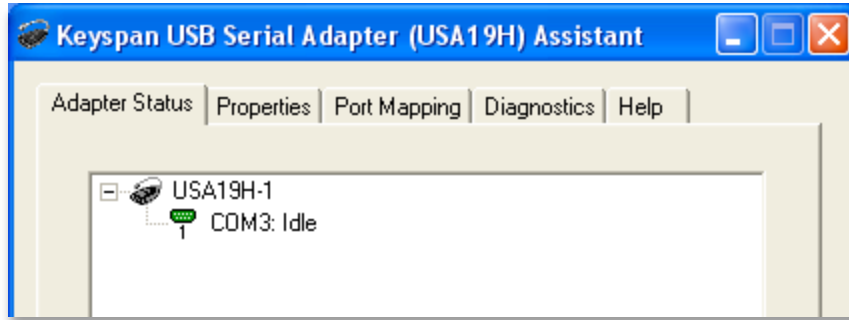 Keyspan USB Serial Adapter (USA19H) Assistant
Adapter Status Properties Port Mapping Diagnostics Help
USA19H-1
1 COM3: Idle